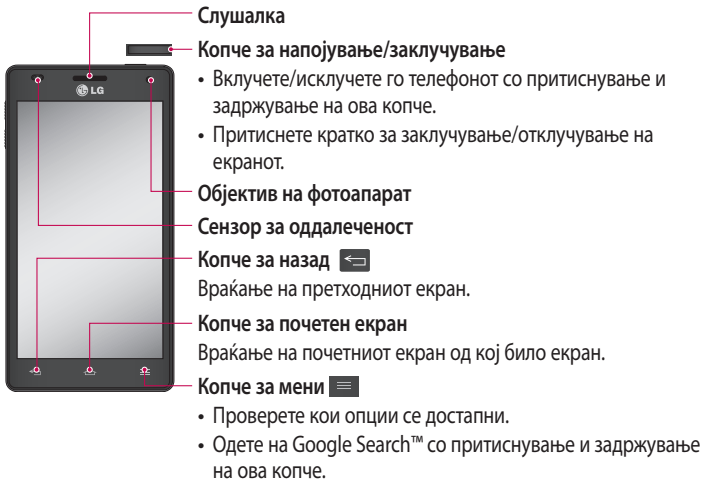 Слушалка
Копче за напојување/заклучување
• Вклучете/исклучете го телефонот со притиснување и
задржување на ова копче.
• Притиснете кратко за заклучување/отклучување на
екранот.
LG
Објектив на фотоапарат
Сензор за оддалеченост
Копче за назад
Враќање на претходниот екран.
Копче за почетен екран
Враќање на почетниот екран од кој било екран.
Копче за мени
• Проверете кои опции се достапни.
• Одете на Google Search™ со притиснување и задржување
на ова копче.